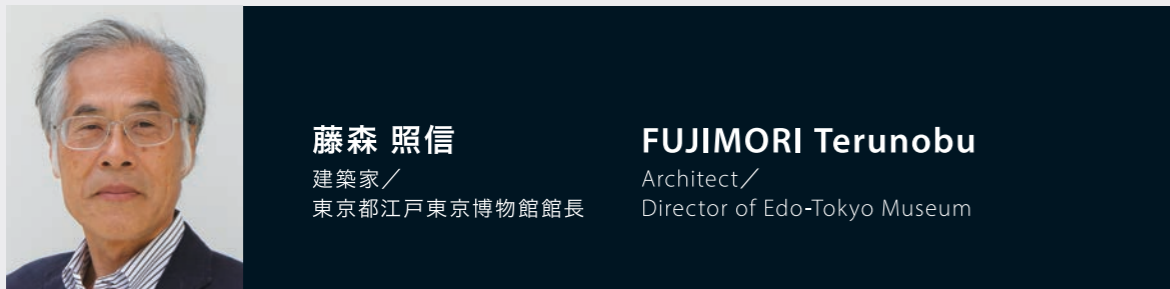 藤森 照信
建築家／
東京都江戸東京博物館館長
FUJIMORI Terunobu
Architect／
Director of Edo-Tokyo Museum